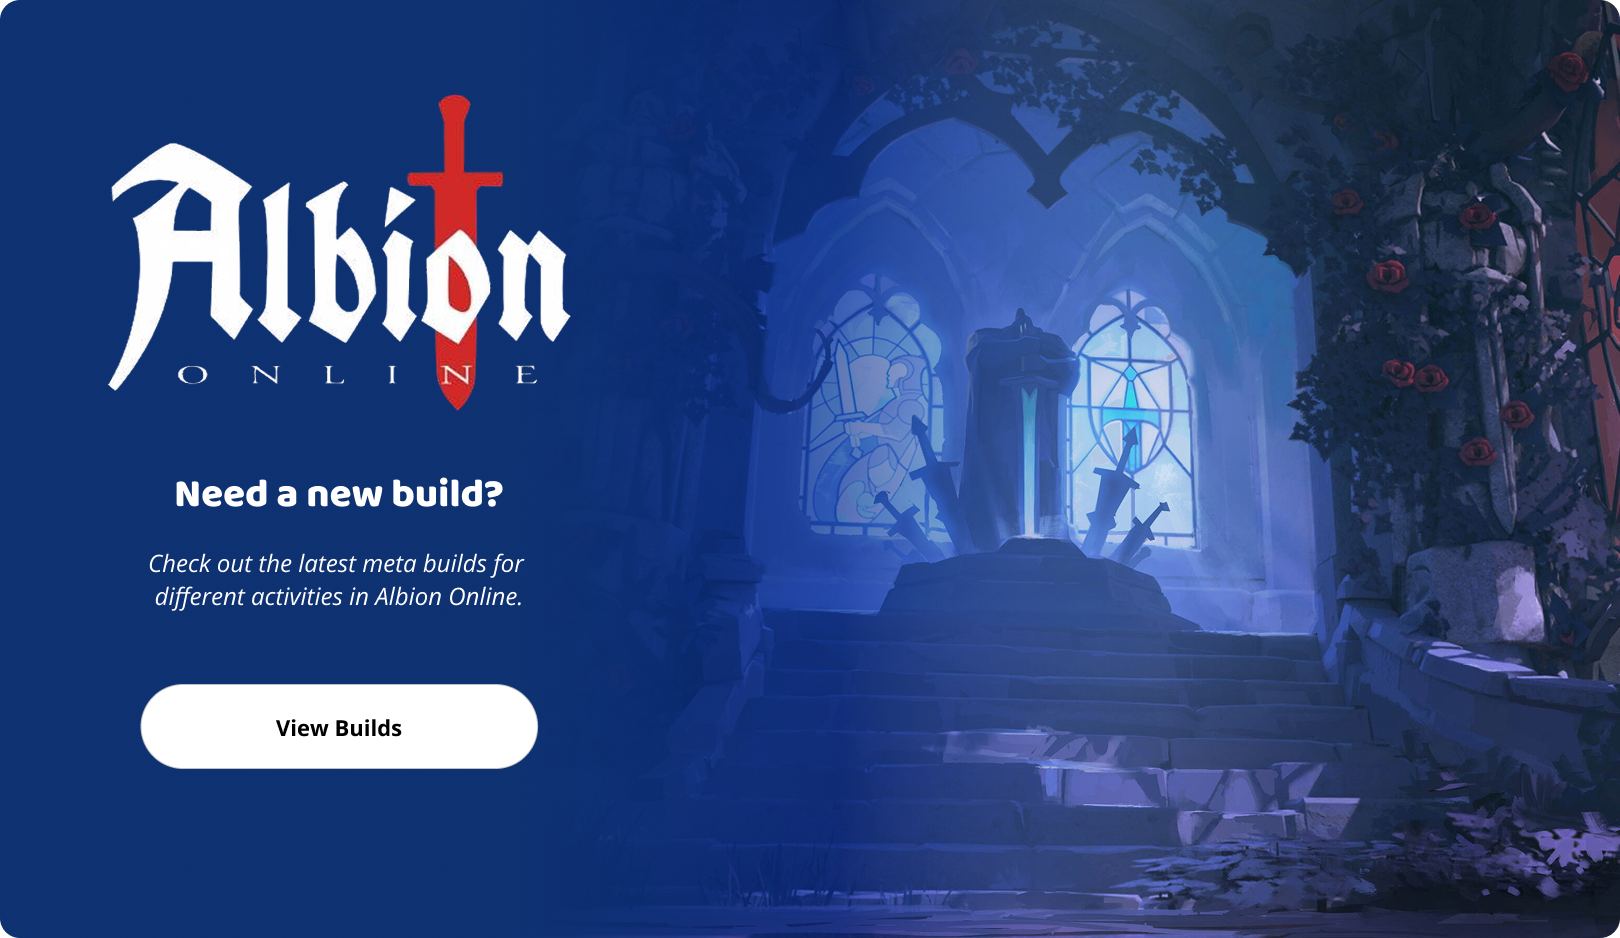 Albion
ONLINE
Need a new build?
Check out the latest meta builds for
different activities in Albion Online.
View Builds